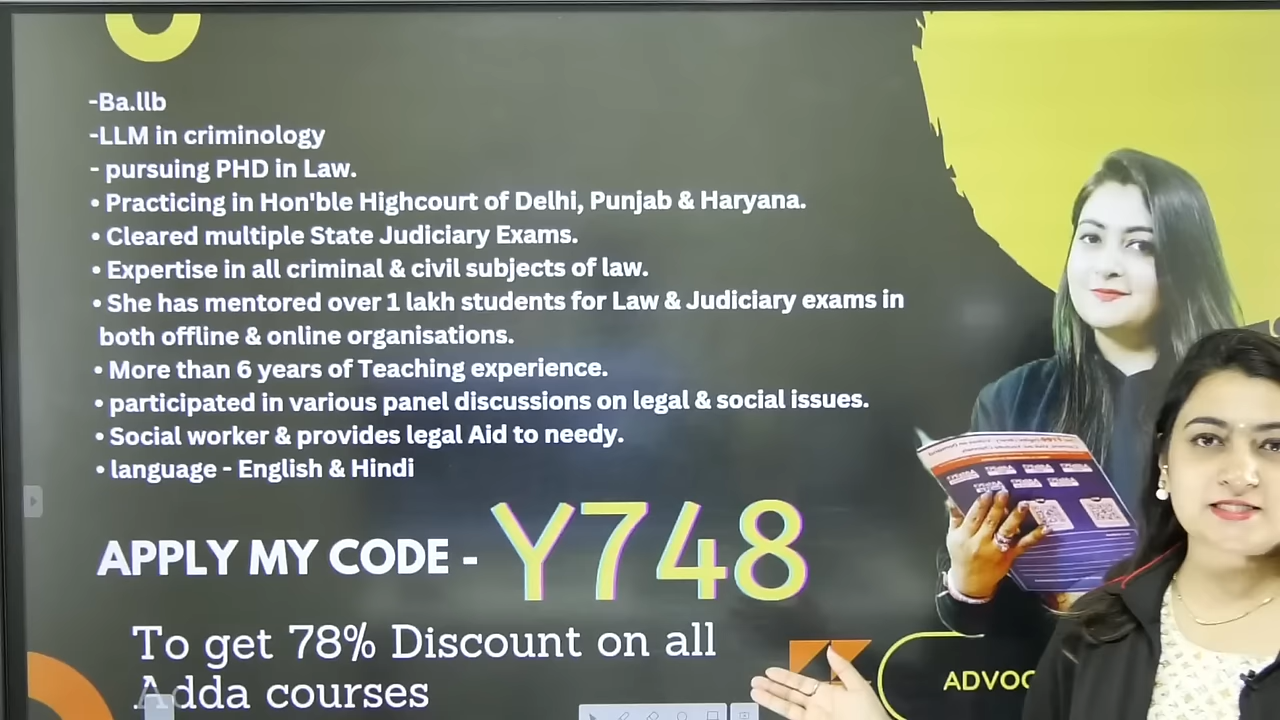 -Ba.llb
-LLM in criminology
- pursuing PHD in Law.
• Practicing in Hon'ble Highcourt of Delhi, Punjab & Haryana.
• Cleared multiple State Judiciary Exams.
• Expertise in all criminal & civil subjects of law.
• She has mentored over 1 lakh students for Law & Judiciary exams in
both offline & online organisations.
• More than 6 years of Teaching experience.
• participated in various panel discussions on legal & social issues.
• Social worker & provides legal Aid to needy.
• language - English & Hindi
APPLY MY CODE - Y748
To get 78% Discount on all
Adda courses
ADVOC